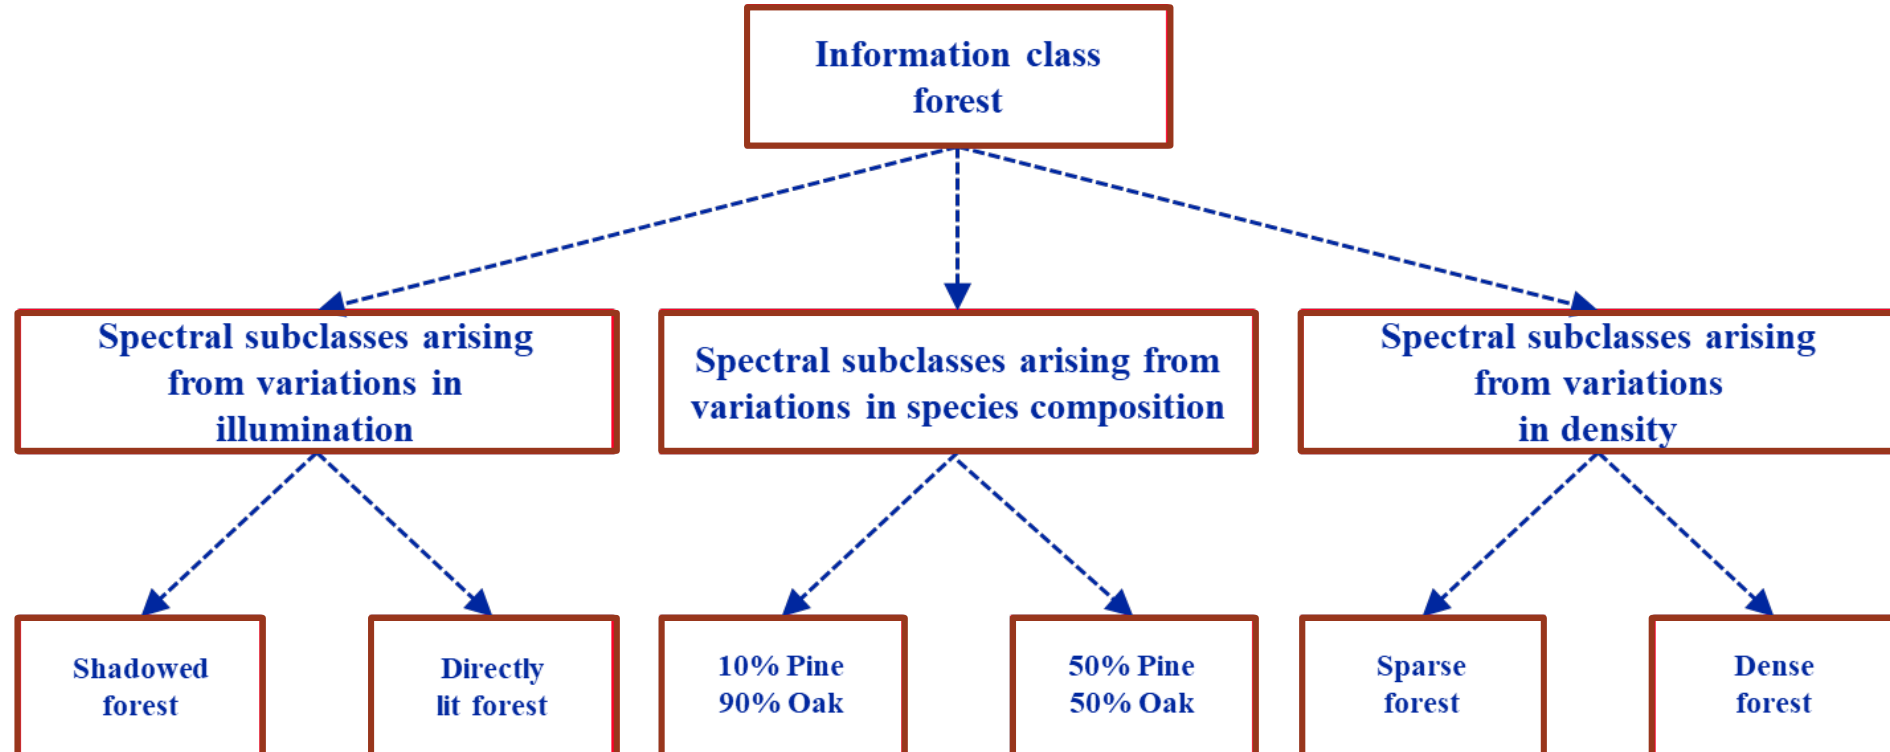 Information class
forest
Spectral subclasses arising
from variations in
illumination
Spectral subclasses arising from
variations in species composition
Spectral subclasses arising
from variations
in density
Shadowed
forest
Directly
lit forest
10% Pine
90% Oak
50% Pine
50% Oak
Sparse
forest
Dense
forest